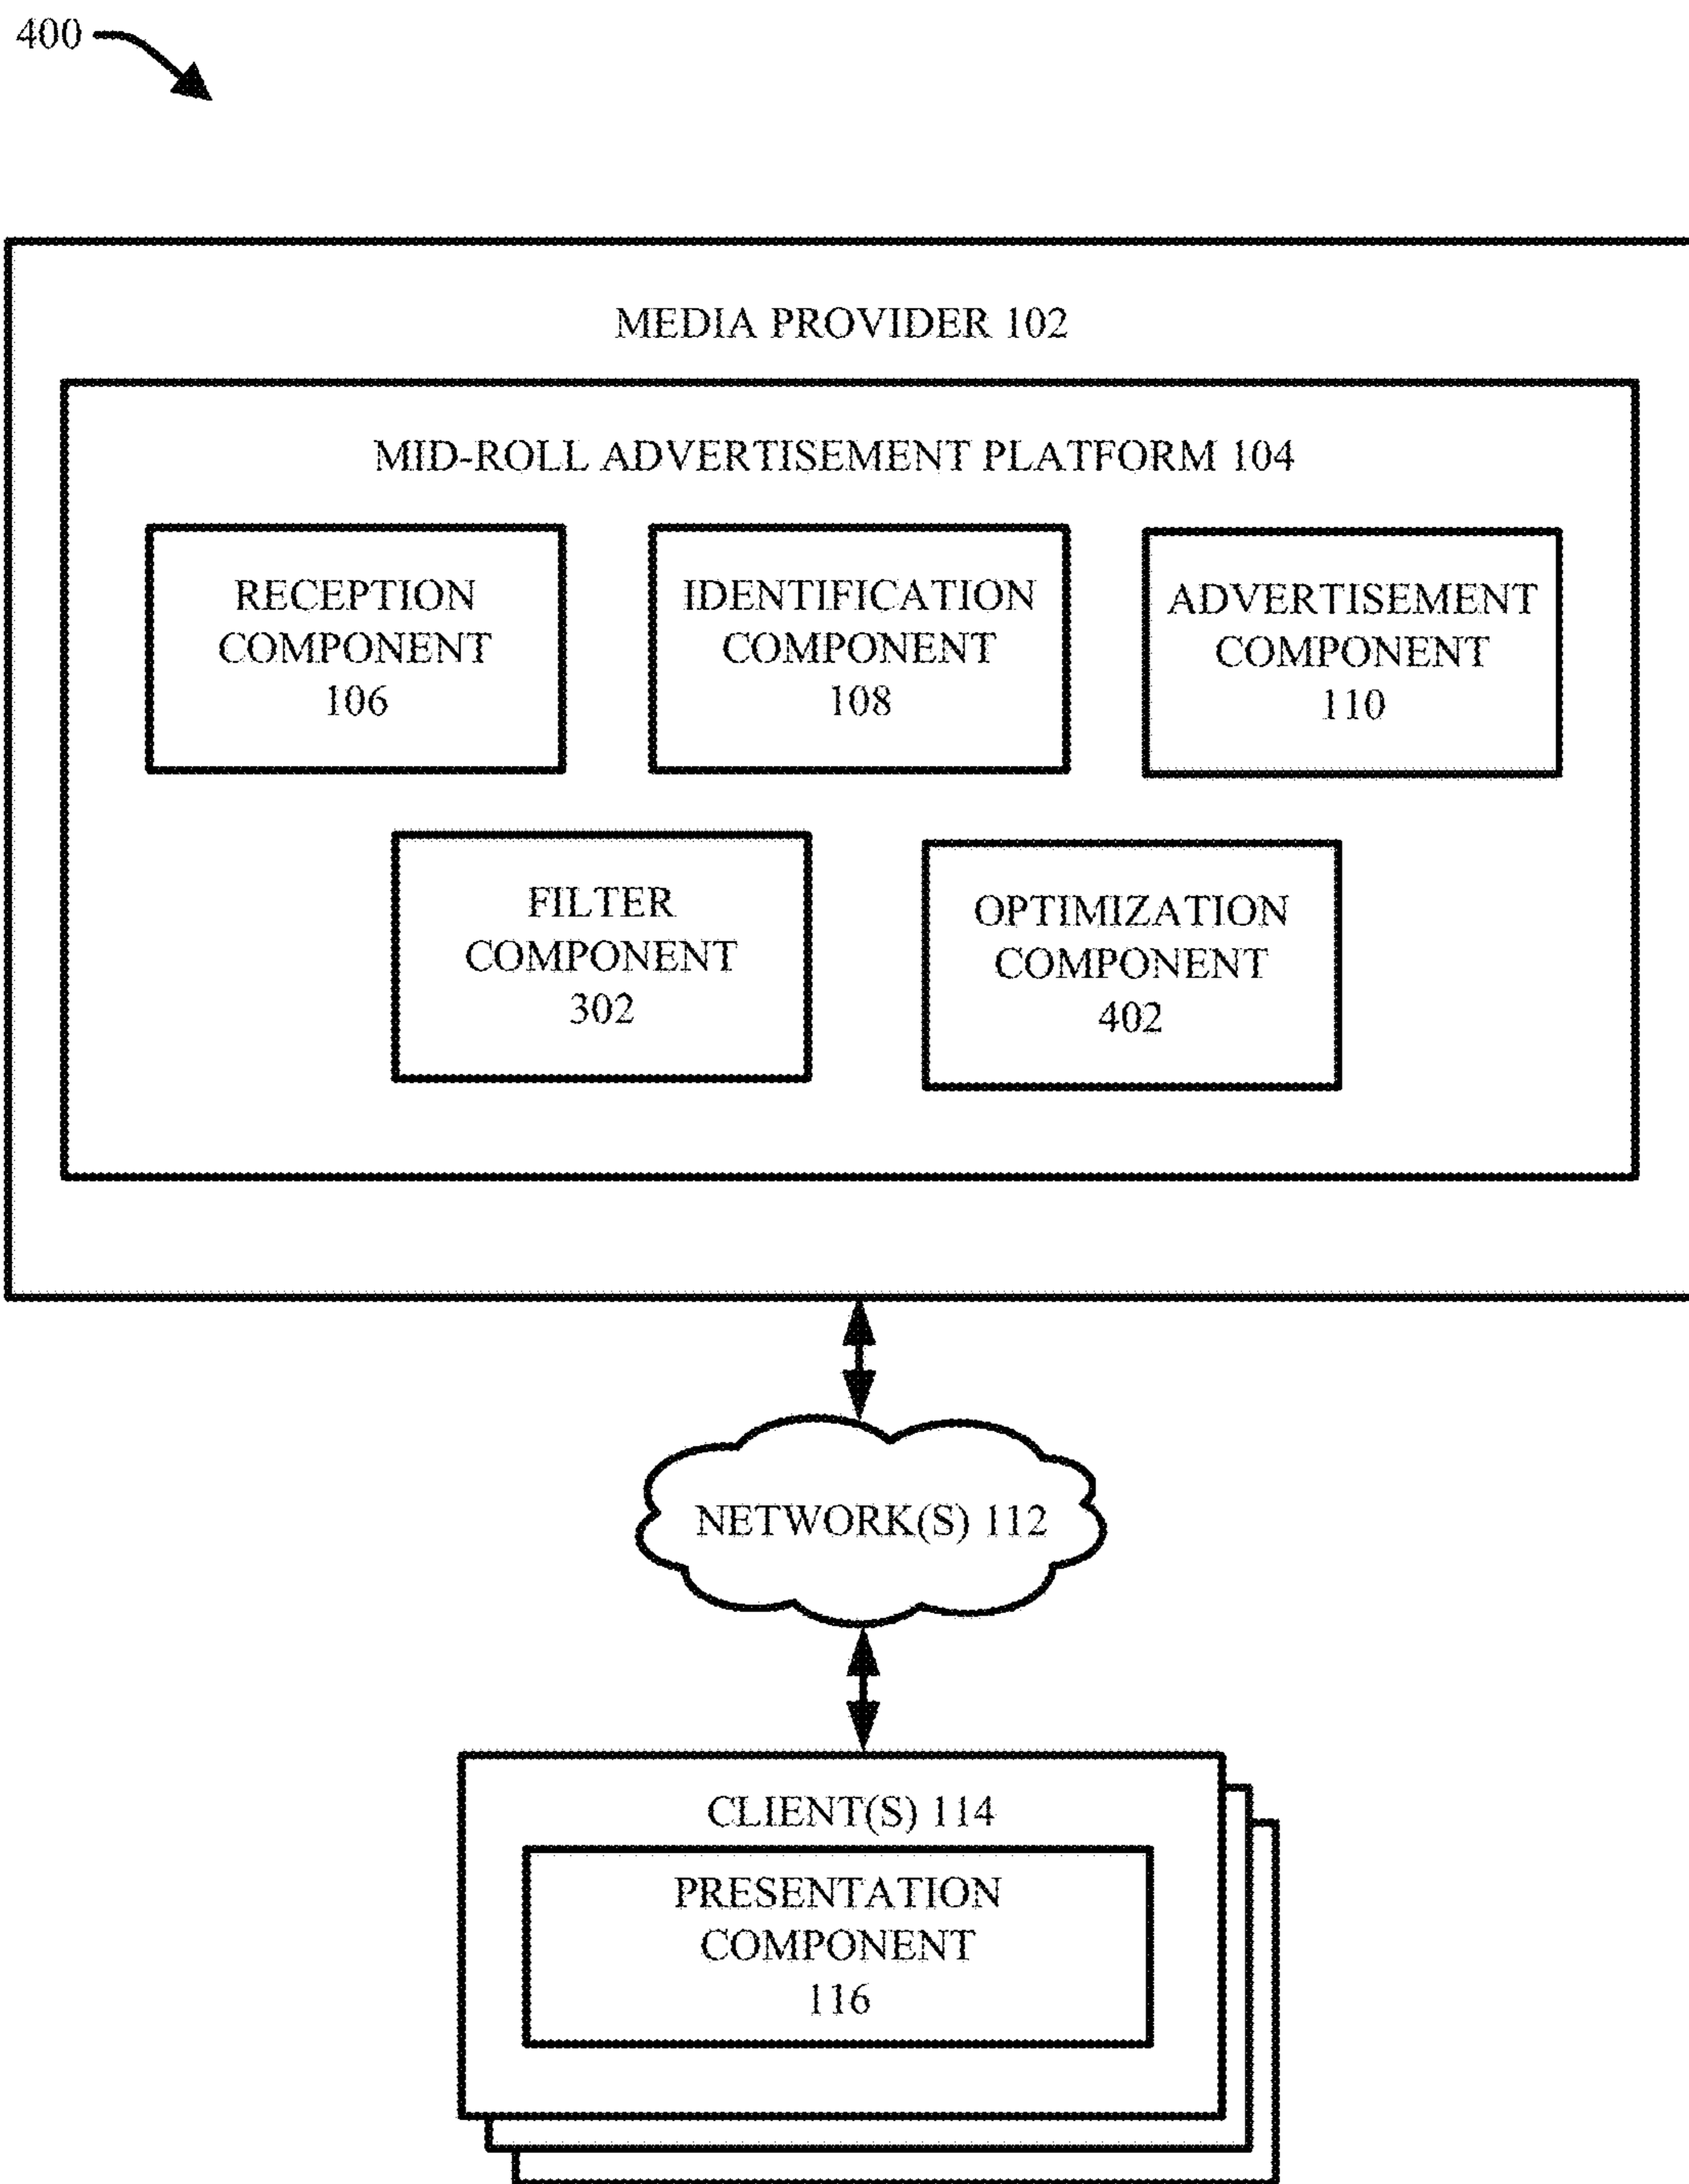 400
MEDIA PROVIDER 102
MID-ROLL ADVERTISEMENT PLATFORM 104
RECEPTION
COMPONENT
106
IDENTIFICATION
COMPONENT
108
ADVERTISEMENT
COMPONENT
110
FILTER
COMPONENT
302
OPTIMIZATION
COMPONENT
402
NETWORK(S) 112
CLIENT(S) 114
PRESENTATION
COMPONENT
116